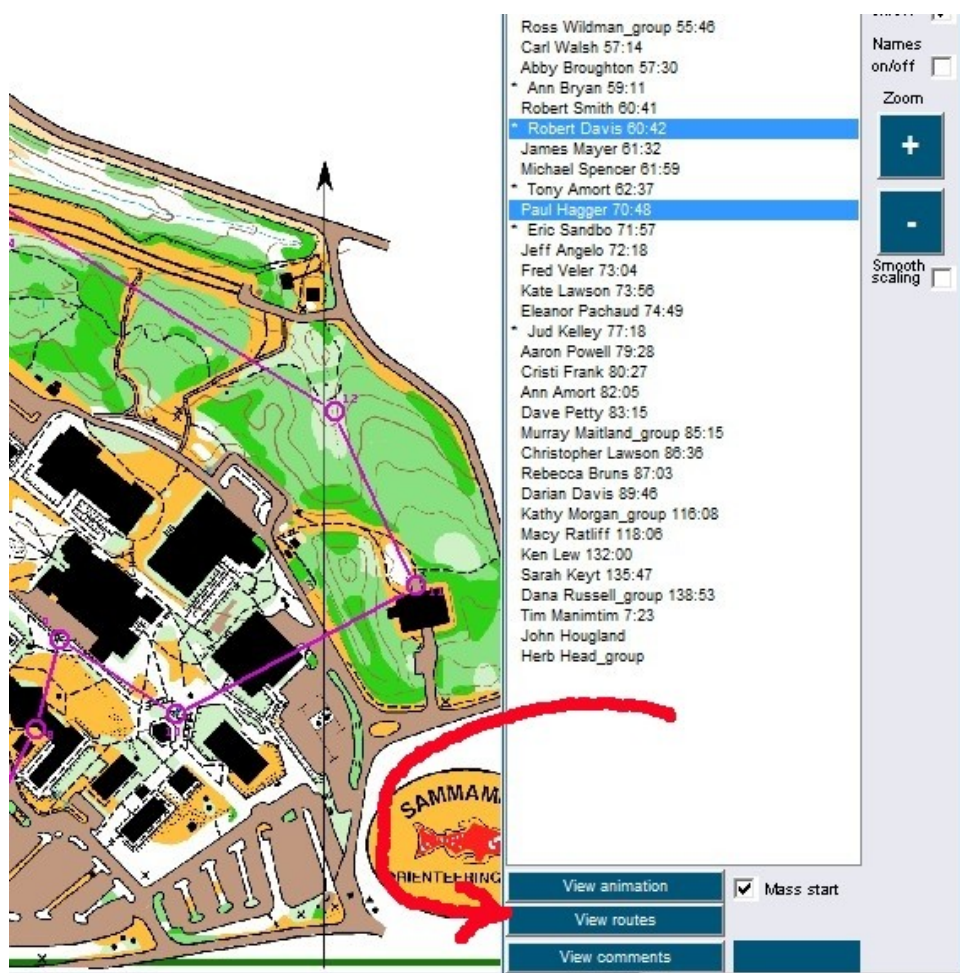 on/off
Ross Wildman_group 55:46
Carl Walsh 57:14
Abby Broughton 57:30
* Ann Bryan 59:11
Robert Smith 60:41
* Robert Davis 60:42
James Mayer 61:32
Michael Spencer 61:59
* Tony Amort 62:37
Paul Hagger 70:48
* Eric Sandbo 71:57
Jeff Angelo 72:18
Fred Veler 73:04
Kate Lawson 73:56
Eleanor Pachaud 74:49
* Jud Kelley 77:18
Aaron Powell 79:28
Cristi Frank 80:27
Ann Amort 82:05
Dave Petty 83:15
Murray Maitland_group 85:15
Christopher Lawson 86:36
Rebecca Bruns 87:03
Darian Davis 89:46
Kathy Morgan_group 116:08
Macy Ratliff 118:06
Ken Lew 132:00
Sarah Keyt 135:47
Dana Russell_group 138:53
Tim Manimtim 7:23
John Hougland
Herb Head_group
Names
on/off
Zoom
+
-
Smooth
scaling
12
9
8
10
SAMMAM
RIENTEERING
View animation
Mass start
View routes
View comments